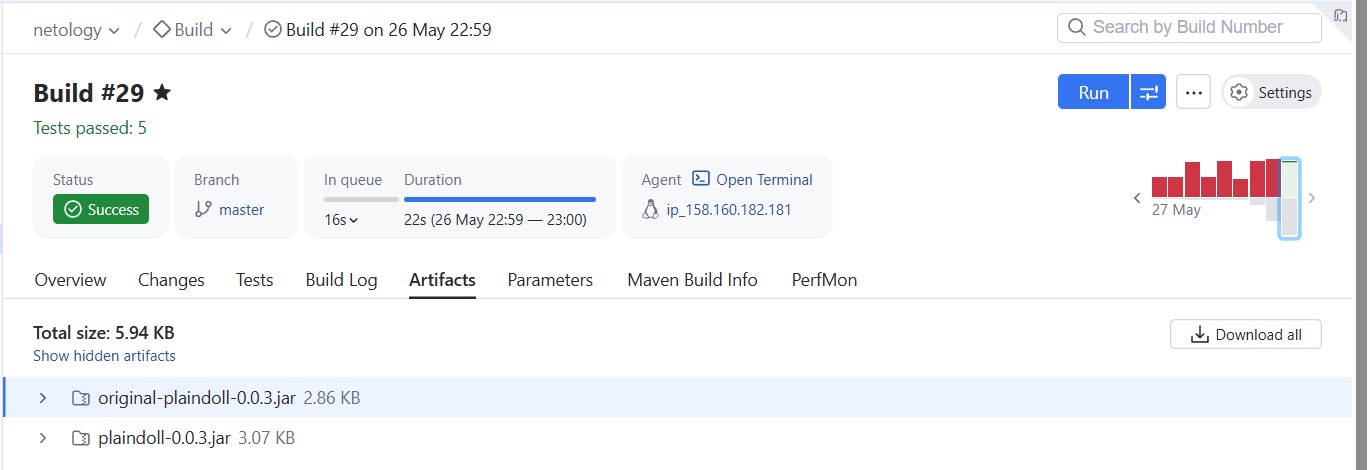 netology / Build / Build #29 on 26 May 22:59
Search by Build Number
Build #29
Run
Settings
Tests passed: 5
Status
Success
Branch
master
In queue
16s
Duration
22s (26 May 22:59 — 23:00)
Agent
Open Terminal
ip_158.160.182.181
27 May
Overview Changes Tests Build Log Artifacts Parameters Maven Build Info PerfMon
Total size: 5.94 KB
Show hidden artifacts
Download all
original-plaindoll-0.0.3.jar 2.86 KB
plaindoll-0.0.3.jar 3.07 KB